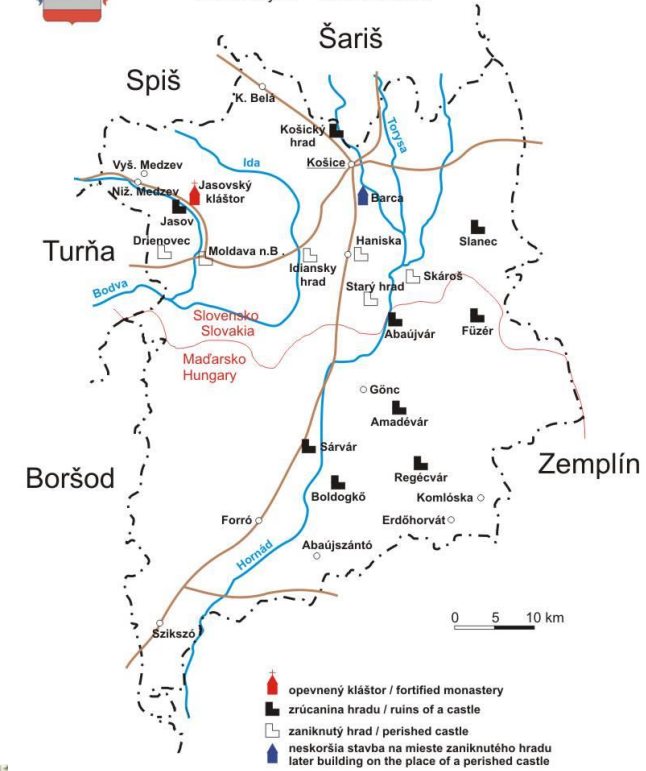 Šariš
Spiš
K. Belá
Košický
hrad
Torysa
Košice
Ida
Vyš. Medzev
Niž. Medzev
Jasovský
kláštor
Barca
Jasov
Drienovec
Haniska
Slanec
Turňa
Moldava n.B.
Idiansky
hrad
Skároš
Starý hrad
Bodva
Slovensko
Slovakia
Abaújvár
Füzér
Maďarsko
Hungary
Gönc
Amadévár
Sárvár
Boršod
Zemplín
Regécvár
Boldogkő
Komlóska
Forró
Erdőhorvát
Abaújszántó
Hornád
0 5 10 km
Szikszó
opevnený kláštor / fortified monastery
zrúcanina hradu / ruins of a castle
zaniknutý hrad / perished castle
neskoršia stavba na mieste zaniknutého hradu
later building on the place of a perished castle